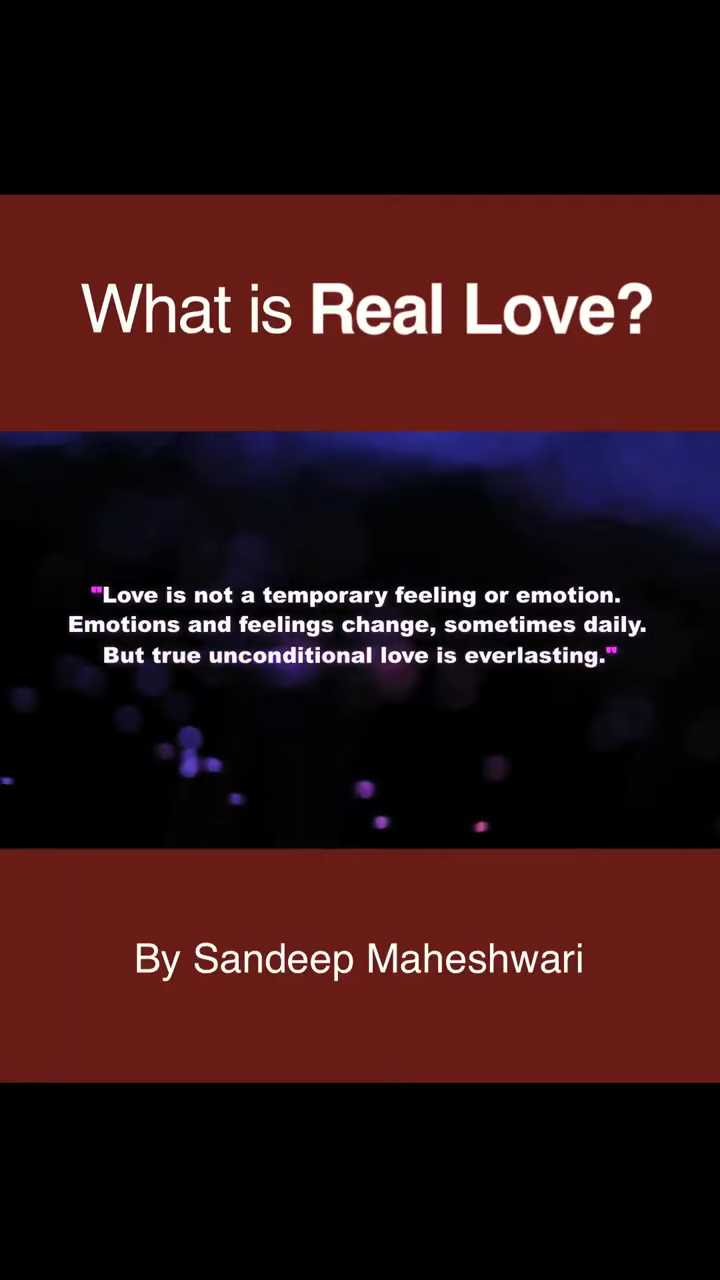 What is Real Love?
"Love is not a temporary feeling or emotion.
Emotions and feelings change, sometimes daily.
But true unconditional love is everlasting."
By Sandeep Maheshwari